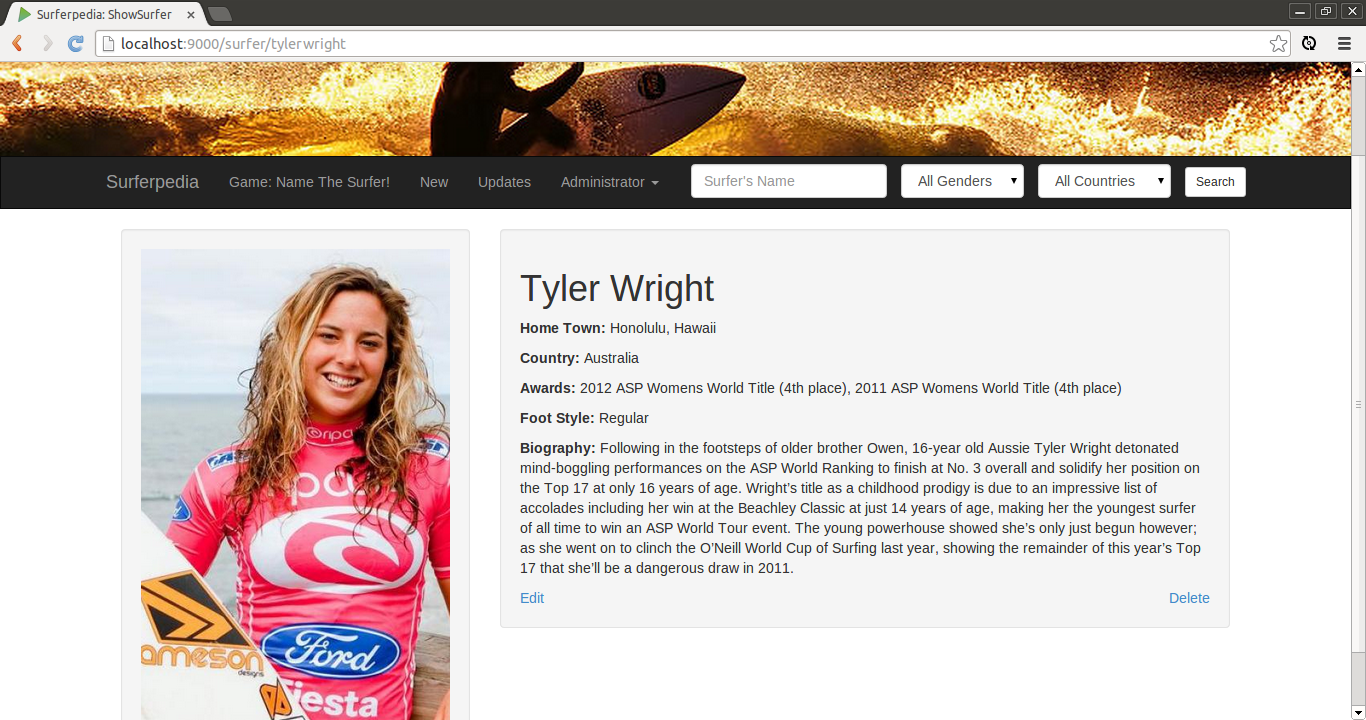 Surferpedia: ShowSurfer
localhost:9000/surfer/tylerwright
Surferpedia Game: Name The Surfer! New Updates Administrator Surfer's Name All Genders All Countries Search
Tyler Wright
Home Town: Honolulu, Hawaii
Country: Australia
Awards: 2012 ASP Womens World Title (4th place), 2011 ASP Womens World Title (4th place)
Foot Style: Regular
Biography: Following in the footsteps of older brother Owen, 16-year old Aussie Tyler Wright detonated
mind-boggling performances on the ASP World Ranking to finish at No. 3 overall and solidify her position on
the Top 17 at only 16 years of age. Wright’s title as a childhood prodigy is due to an impressive list of
accolades including her win at the Beachley Classic at just 14 years of age, making her the youngest surfer
of all time to win an ASP World Tour event. The young powerhouse showed she’s only just begun however;
as she went on to clinch the O’Neill World Cup of Surfing last year, showing the remainder of this year’s Top
17 that she’ll be a dangerous draw in 2011.
Edit Delete
ripc
Ford
iesta
ameson
designs